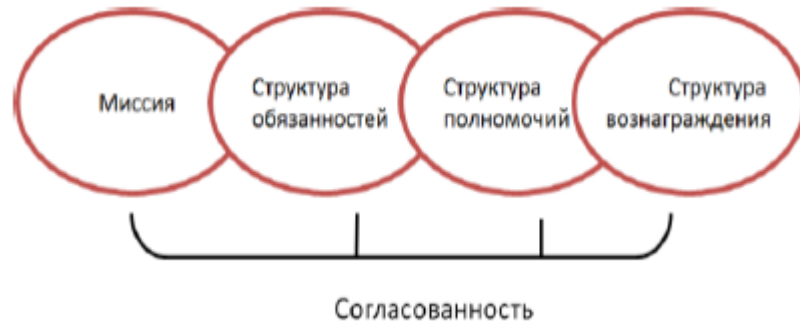 Миссия
Структура
обязанностей
Структура
полномочий
Структура
вознаграждения
Согласованность